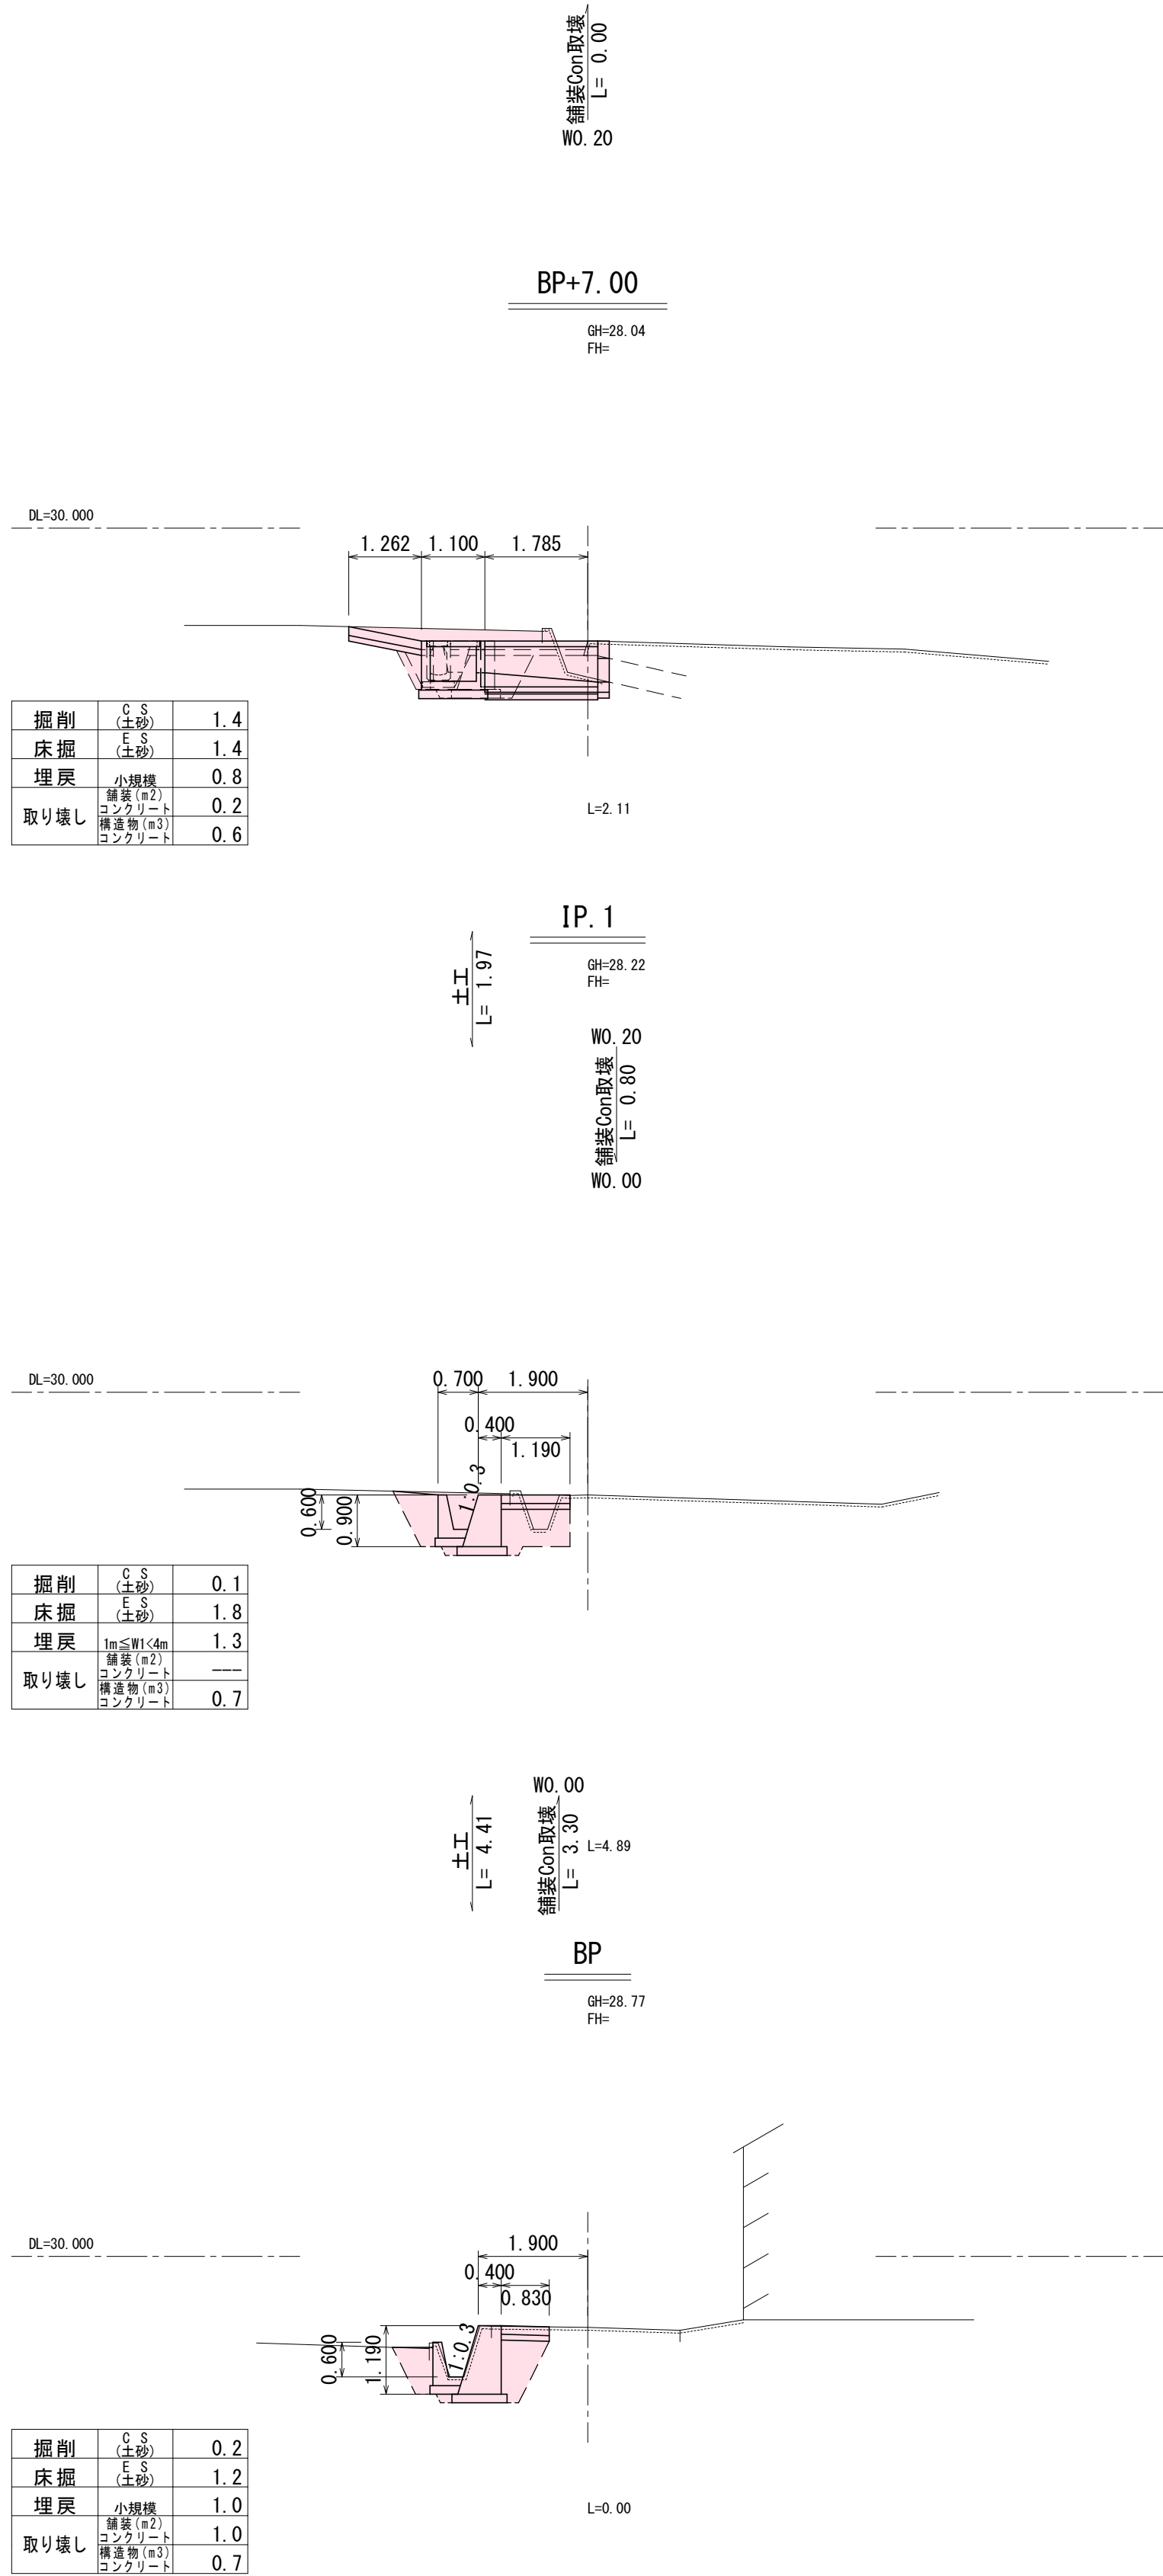 舗装Con取壊
L= 0.00
W0.20
BP+7.00
GH=28.04
FH=
DL=30.000
1.262 1.100 1.785
掘削 C S (土砂) 1.4
床掘 E S (土砂) 1.4
埋戻 小規模 0.8
取り壊し 舗装(m2) コンクリート 0.2
構造物(m3) コンクリート 0.6
L=2.11
IP.1
GH=28.22
FH=
土工
L= 1.97
W0.20
舗装Con取壊
L= 0.80
W0.00
DL=30.000
0.700 1.900
0.400
1.190
1:0.3
0.600
0.900
掘削 C S (土砂) 0.1
床掘 E S (土砂) 1.8
埋戻 1m≦W1<4m 1.3
取り壊し 舗装(m2) コンクリート ---
構造物(m3) コンクリート 0.7
W0.00
土工
L= 4.41
舗装Con取壊
L= 3.30
L=4.89
BP
GH=28.77
FH=
DL=30.000
1.900
0.400
0.830
1:0.3
0.600
1.190
掘削 C S (土砂) 0.2
床掘 E S (土砂) 1.2
埋戻 小規模 1.0
取り壊し 舗装(m2) コンクリート 1.0
構造物(m3) コンクリート 0.7
L=0.00